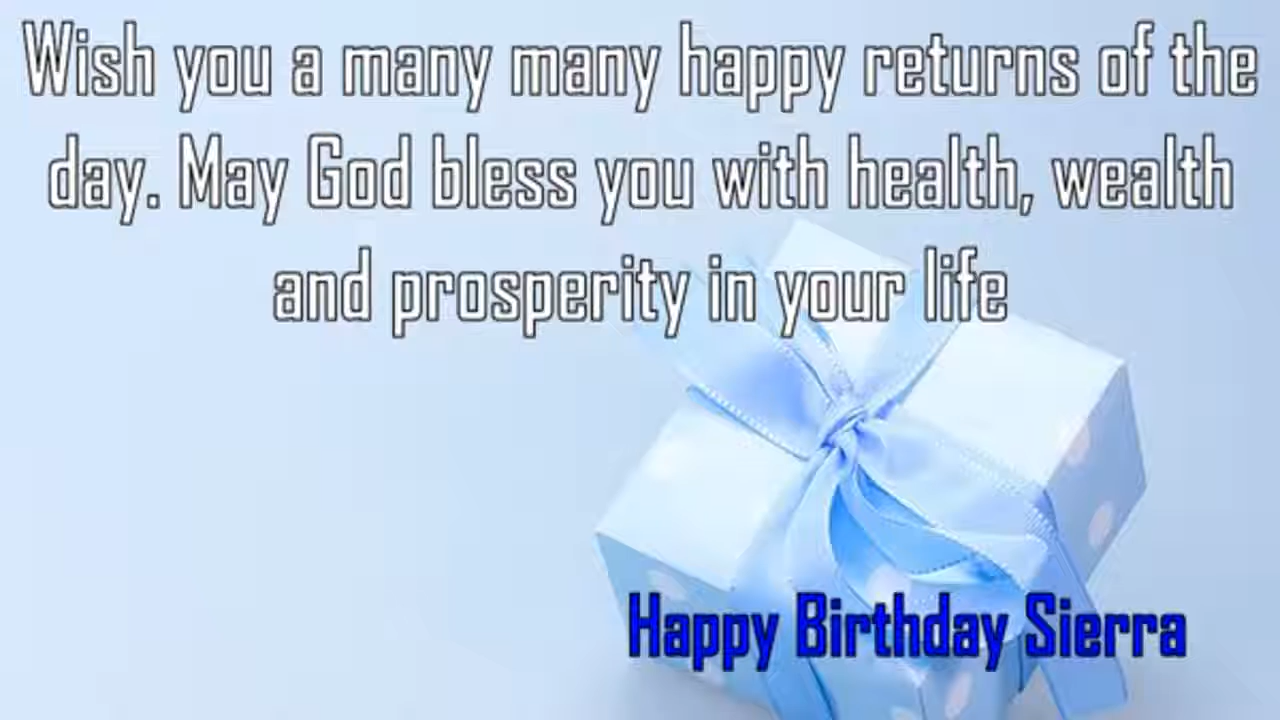 Wish you a many many happy returns of the
day. May God bless you with health, wealth
and prosperity in your life
Happy Birthday Sierra